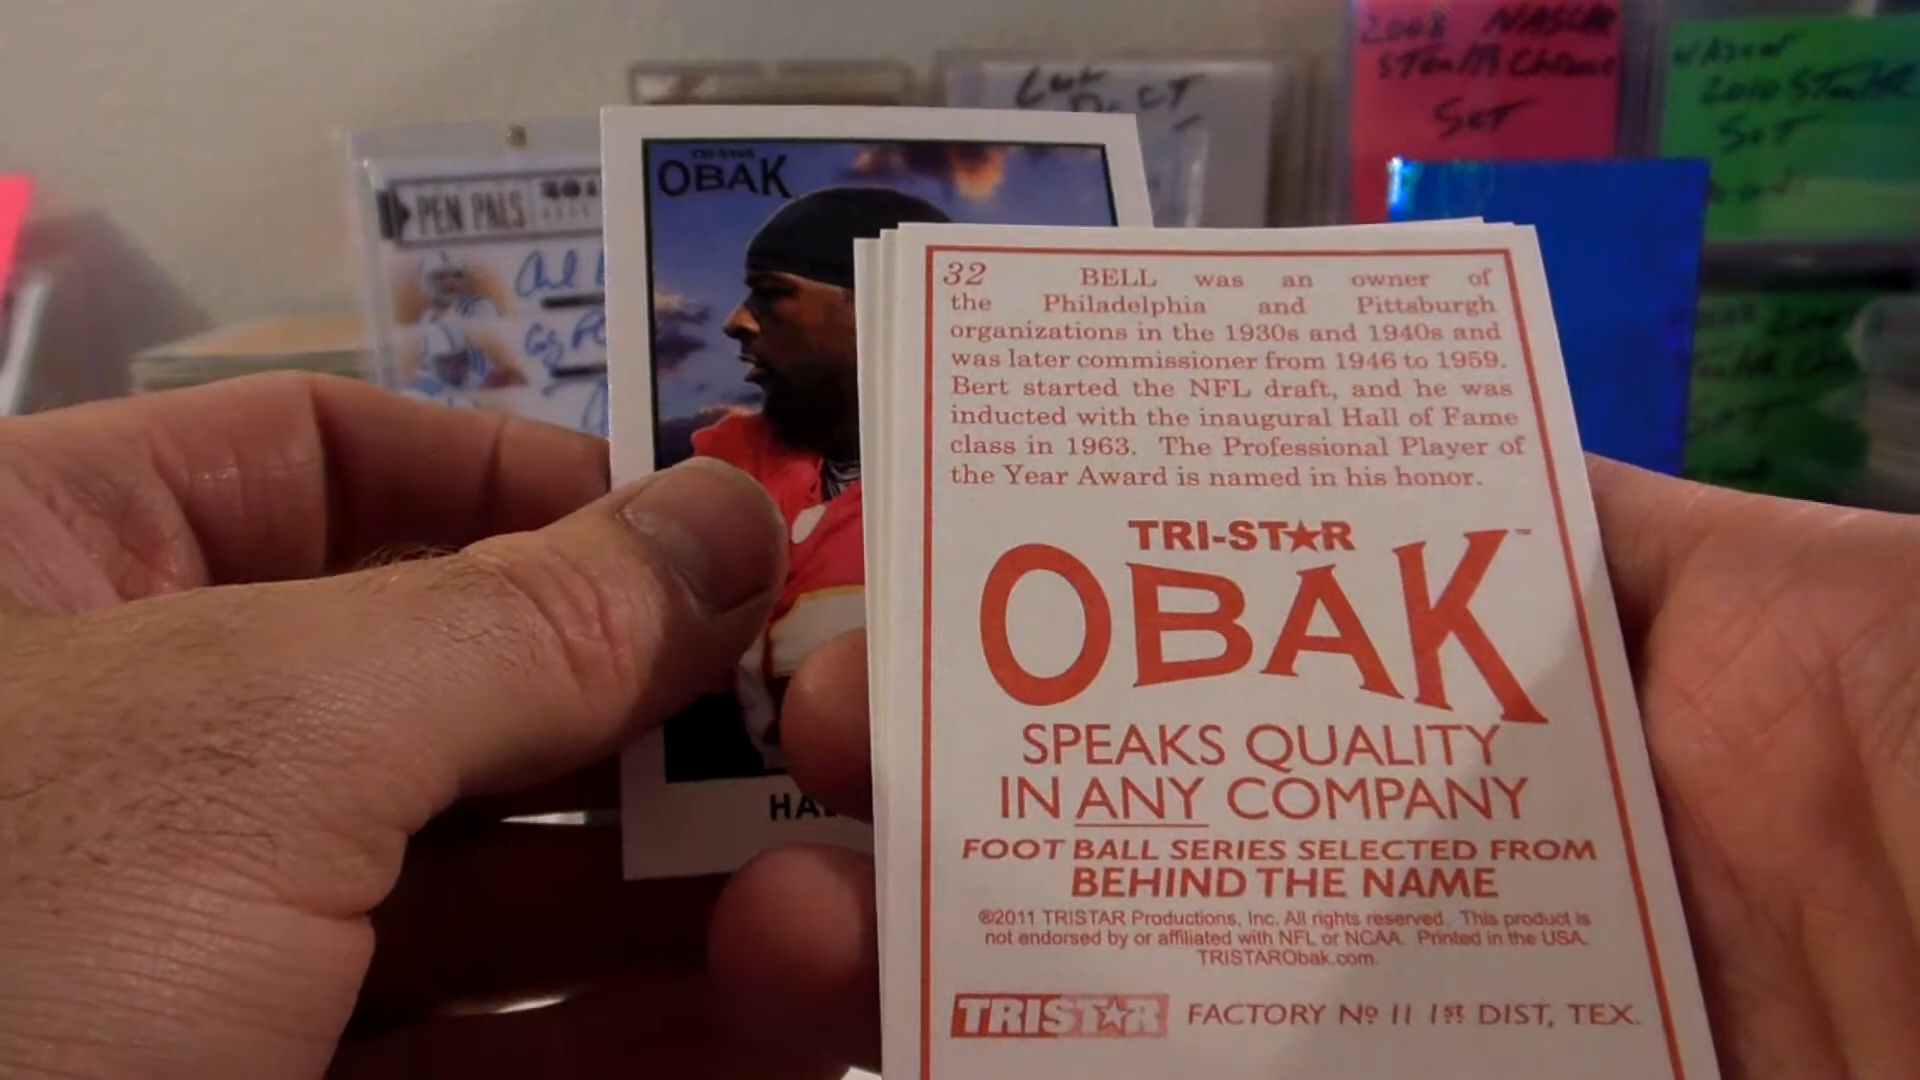 2008 NASCAR
STealth Chrome
SeT
2010 STealth
SeT
PEN PALS
TRI-STAR
OBAK
HAL
32 BELL was an owner of
the Philadelphia and Pittsburgh
organizations in the 1930s and 1940s and
was later commissioner from 1946 to 1959.
Bert started the NFL draft, and he was
inducted with the inaugural Hall of Fame
class in 1963. The Professional Player of
the Year Award is named in his honor.
TRI-ST★R
OBAK™
SPEAKS QUALITY
IN ANY COMPANY
FOOT BALL SERIES SELECTED FROM
BEHIND THE NAME
©2011 TRISTAR Productions, Inc. All rights reserved. This product is
not endorsed by or affiliated with NFL or NCAA. Printed in the USA.
TRISTARObak.com.
TRIST★R FACTORY Nº 11 1st DIST, TEX.